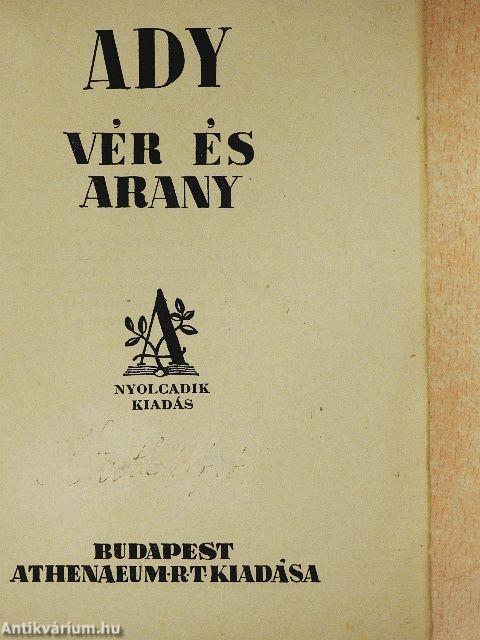 ADY
VÉR ÉS
ARANY
A
NYOLCADIK
KIADÁS
BUDAPEST
ATHENAEUM·R·T·KIADÁSA
Antikvárium.hu